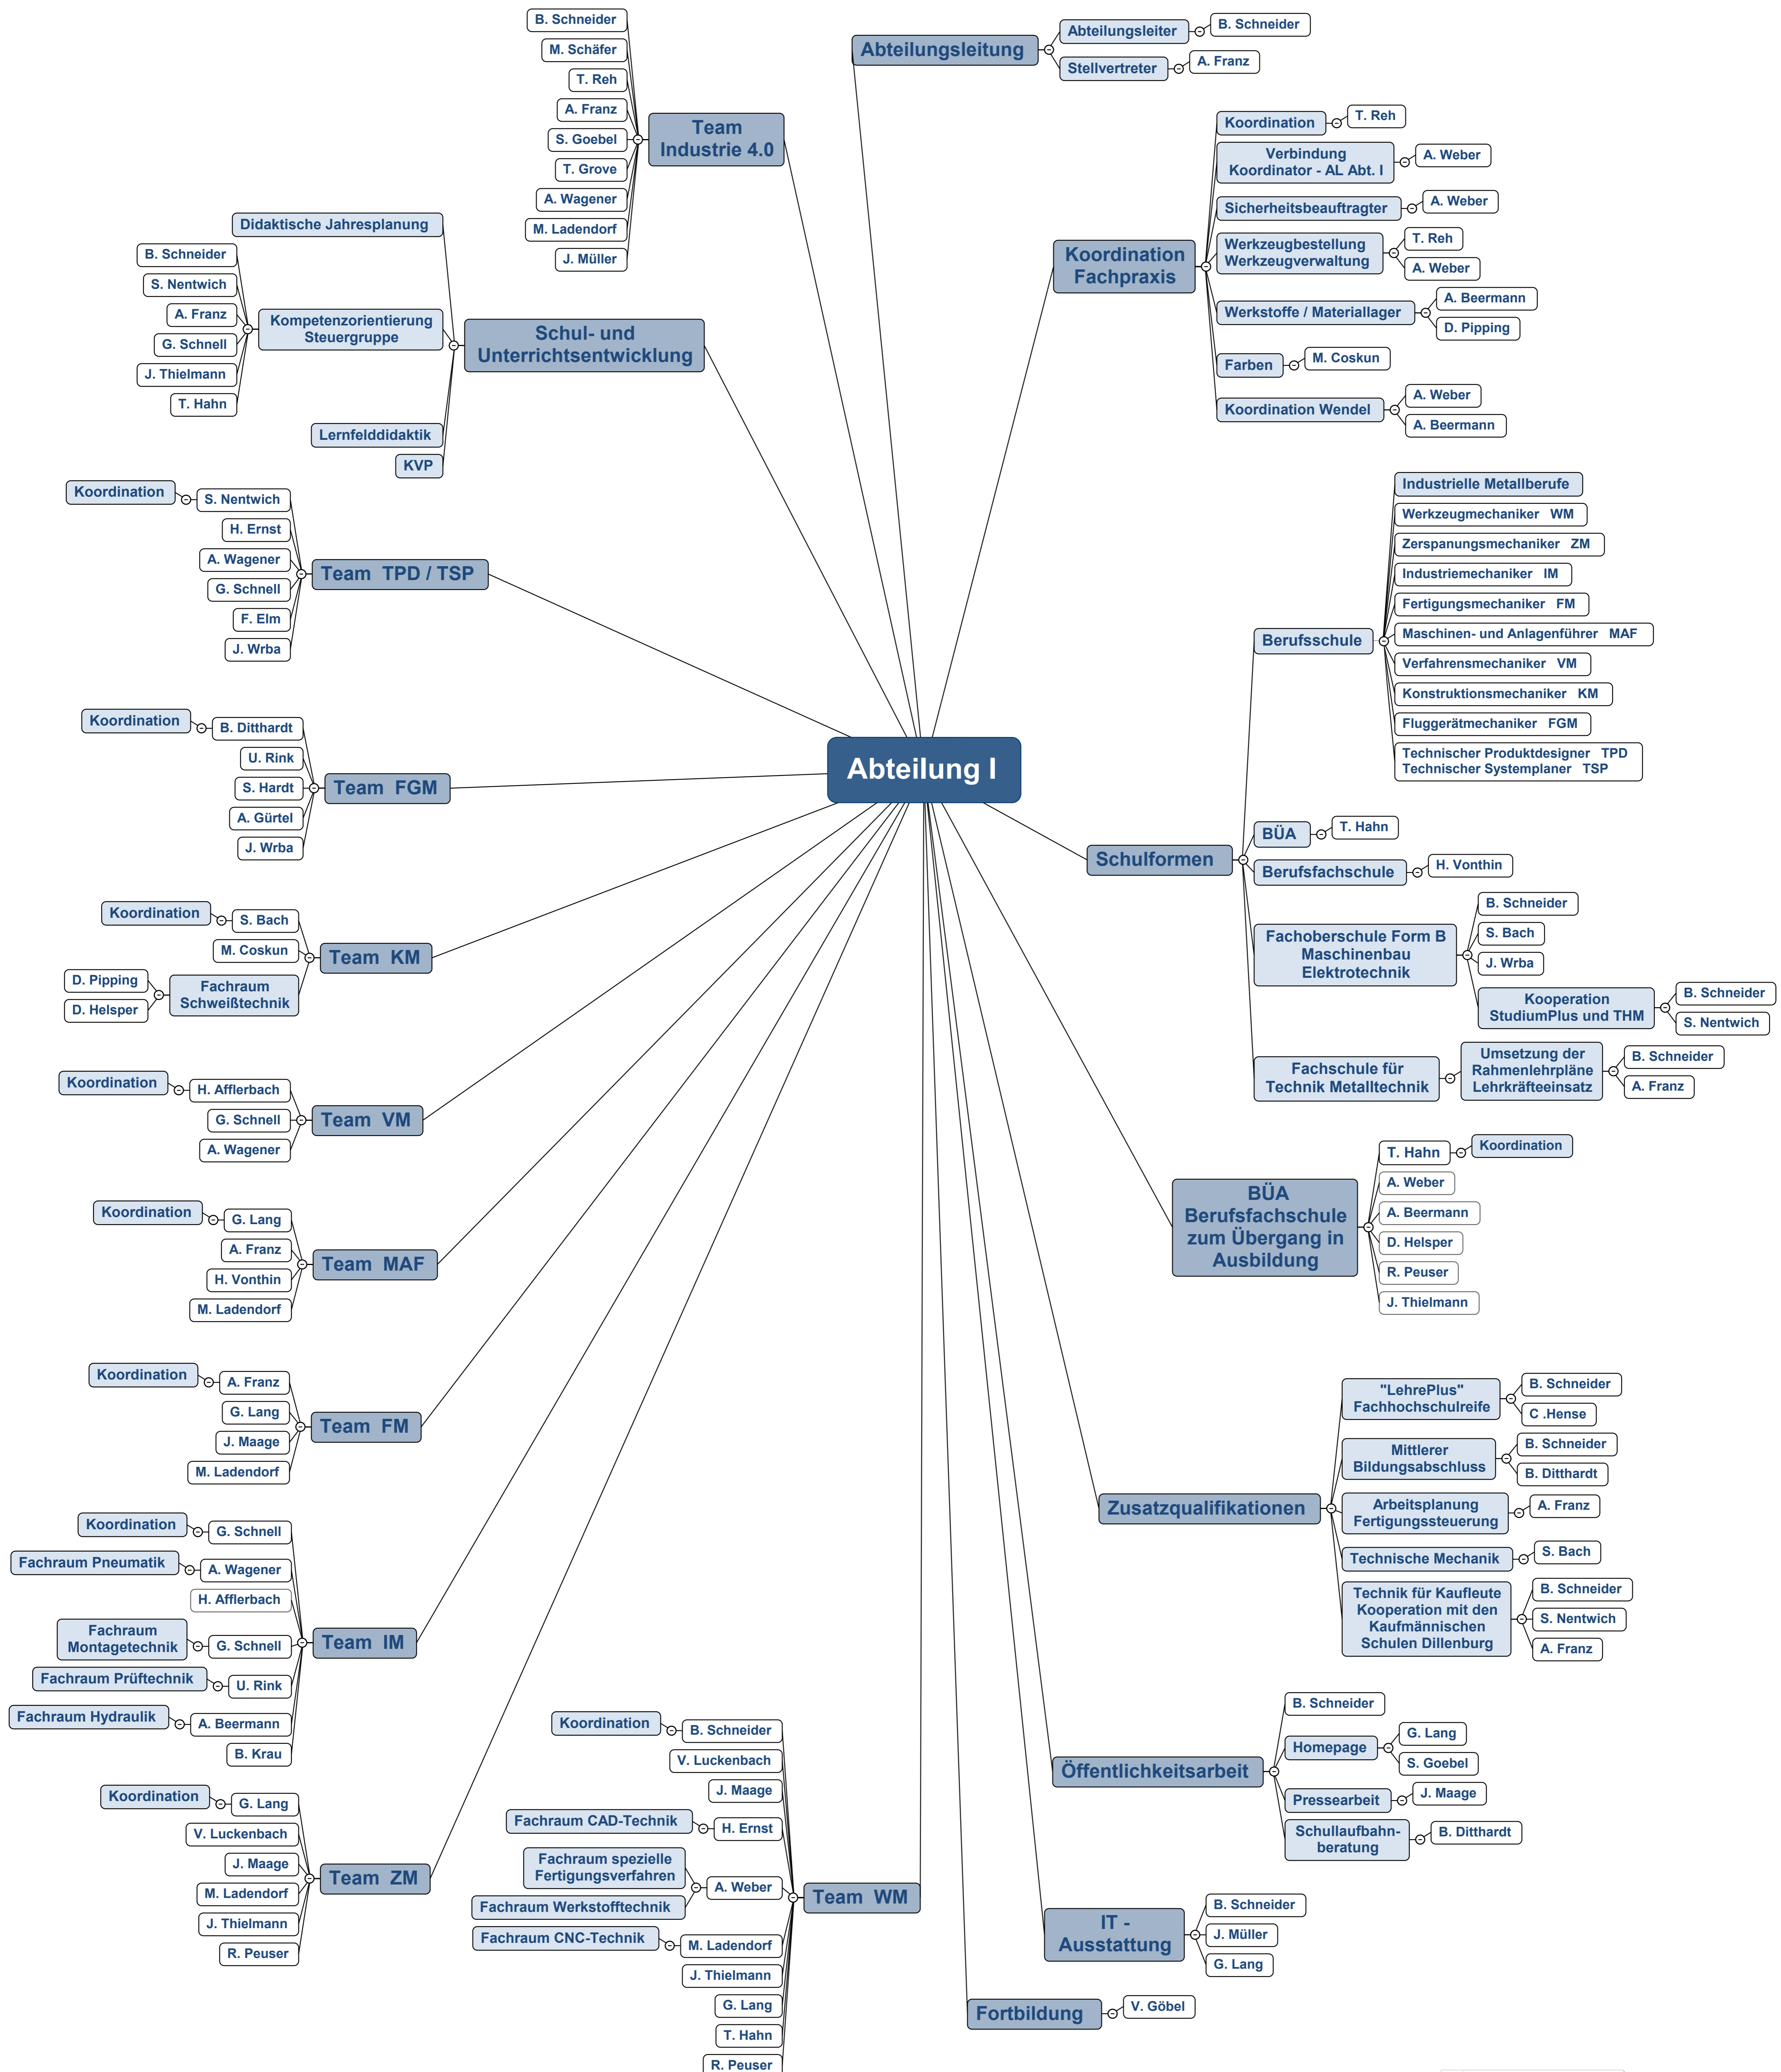 Abteilung I
Abteilungsleitung
Abteilungsleiter
B. Schneider
Stellvertreter
A. Franz
Koordination
Fachpraxis
Koordination
T. Reh
Verbindung
Koordinator - AL Abt. I
A. Weber
Sicherheitsbeauftragter
A. Weber
Werkzeugbestellung
Werkzeugverwaltung
T. Reh
A. Weber
Werkstoffe / Materiallager
A. Beermann
D. Pipping
Farben
M. Coskun
Koordination Wendel
A. Weber
A. Beermann
Schulformen
Berufsschule
Industrielle Metallberufe
Werkzeugmechaniker WM
Zerspanungsmechaniker ZM
Industriemechaniker IM
Fertigungsmechaniker FM
Maschinen- und Anlagenführer MAF
Verfahrensmechaniker VM
Konstruktionsmechaniker KM
Fluggerätmechaniker FGM
Technischer Produktdesigner TPD
Technischer Systemplaner TSP
BÜA
T. Hahn
Berufsfachschule
H. Vonthin
Fachoberschule Form B
Maschinenbau
Elektrotechnik
B. Schneider
S. Bach
J. Wrba
Kooperation
StudiumPlus und THM
B. Schneider
S. Nentwich
Fachschule für
Technik Metalltechnik
Umsetzung der
Rahmenlehrpläne
Lehrkräfteeinsatz
B. Schneider
A. Franz
BÜA
Berufsfachschule
zum Übergang in
Ausbildung
T. Hahn
Koordination
A. Weber
A. Beermann
D. Helsper
R. Peuser
J. Thielmann
Zusatzqualifikationen
"LehrePlus"
Fachhochschulreife
B. Schneider
C .Hense
Mittlerer
Bildungsabschluss
B. Schneider
B. Ditthardt
Arbeitsplanung
Fertigungssteuerung
A. Franz
Technische Mechanik
S. Bach
Technik für Kaufleute
Kooperation mit den
Kaufmännischen
Schulen Dillenburg
B. Schneider
S. Nentwich
A. Franz
Öffentlichkeitsarbeit
B. Schneider
Homepage
G. Lang
S. Goebel
Pressearbeit
J. Maage
Schullaufbahn-
beratung
B. Ditthardt
IT -
Ausstattung
B. Schneider
J. Müller
G. Lang
Fortbildung
V. Göbel
Team
Industrie 4.0
B. Schneider
M. Schäfer
T. Reh
A. Franz
S. Goebel
T. Grove
A. Wagener
M. Ladendorf
J. Müller
Schul- und
Unterrichtsentwicklung
Didaktische Jahresplanung
Kompetenzorientierung
Steuergruppe
B. Schneider
S. Nentwich
A. Franz
G. Schnell
J. Thielmann
T. Hahn
Lernfelddidaktik
KVP
Team TPD / TSP
Koordination
S. Nentwich
H. Ernst
A. Wagener
G. Schnell
F. Elm
J. Wrba
Team FGM
Koordination
B. Ditthardt
U. Rink
S. Hardt
A. Gürtel
J. Wrba
Team KM
Koordination
S. Bach
M. Coskun
Fachraum
Schweißtechnik
D. Pipping
D. Helsper
Team VM
Koordination
H. Afflerbach
G. Schnell
A. Wagener
Team MAF
Koordination
G. Lang
A. Franz
H. Vonthin
M. Ladendorf
Team FM
Koordination
A. Franz
G. Lang
J. Maage
M. Ladendorf
Team IM
Koordination
G. Schnell
Fachraum Pneumatik
A. Wagener
H. Afflerbach
Fachraum
Montagetechnik
G. Schnell
Fachraum Prüftechnik
U. Rink
Fachraum Hydraulik
A. Beermann
B. Krau
Team ZM
Koordination
G. Lang
V. Luckenbach
J. Maage
M. Ladendorf
J. Thielmann
R. Peuser
Team WM
Koordination
B. Schneider
V. Luckenbach
J. Maage
Fachraum CAD-Technik
H. Ernst
Fachraum spezielle
Fertigungsverfahren
Fachraum Werkstofftechnik
A. Weber
Fachraum CNC-Technik
M. Ladendorf
J. Thielmann
G. Lang
T. Hahn
R. Peuser